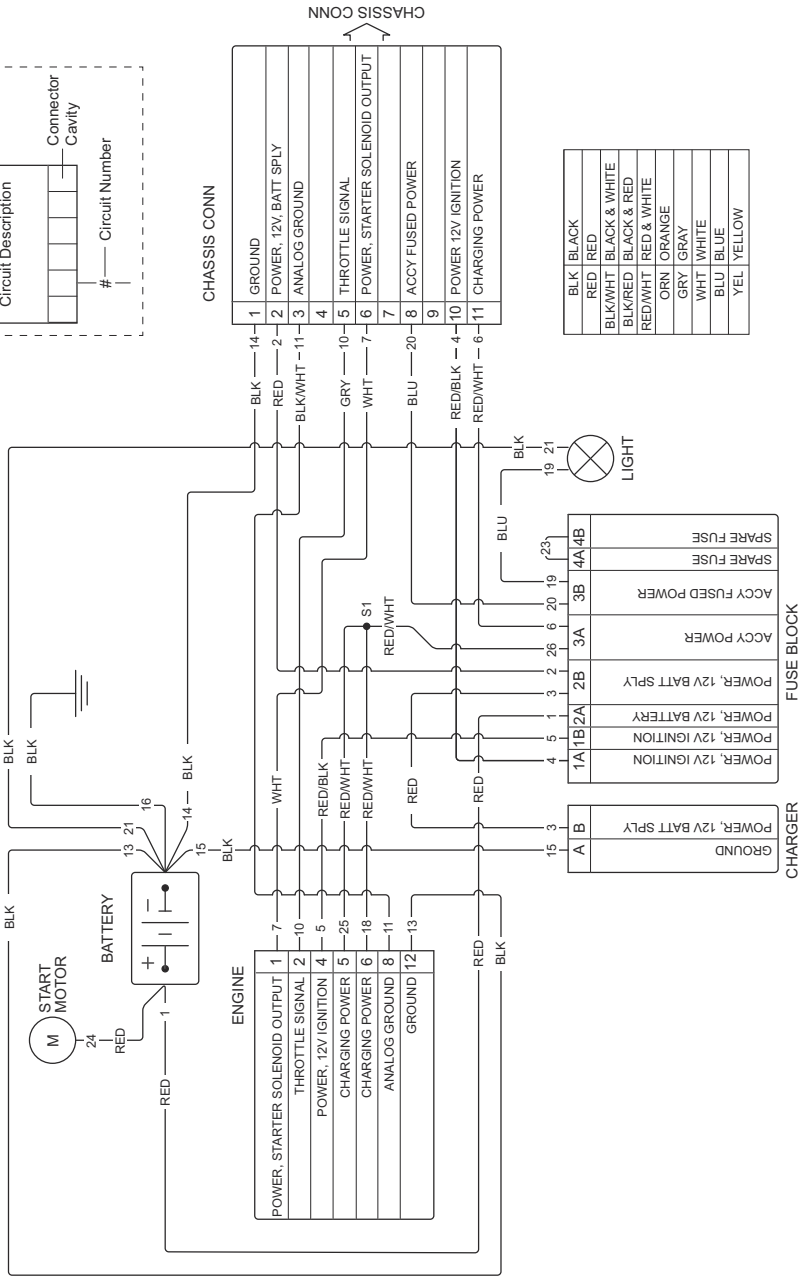 Circuit Description
Connector
Cavity
#
Circuit Number
CHASSIS CONN
CHASSIS CONN
1 GROUND
2 POWER, 12V, BATT SPLY
3 ANALOG GROUND
4
5 THROTTLE SIGNAL
6 POWER, STARTER SOLENOID OUTPUT
7
8 ACCY FUSED POWER
9
10 POWER 12V IGNITION
11 CHARGING POWER
BLK 14
RED 2
BLK/WHT 11
GRY 10
WHT 7
BLU 20
RED/BLK 4
RED/WHT 6
BLK BLACK
RED RED
BLK/WHT BLACK & WHITE
BLK/RED BLACK & RED
RED/WHT RED & WHITE
ORN ORANGE
GRY GRAY
WHT WHITE
BLU BLUE
YEL YELLOW
BLK
BLK
BLK
13
21
16
14
BLK
15
BLK
BATTERY
+
–
START
MOTOR
M
24
RED
1
RED
ENGINE
POWER, STARTER SOLENOID OUTPUT 1
THROTTLE SIGNAL 2
POWER, 12V IGNITION 4
CHARGING POWER 5
CHARGING POWER 6
ANALOG GROUND 8
GROUND 12
7 WHT
10
5 RED/BLK
25 RED/WHT
18 RED/WHT
11
13
S1
RED/WHT
RED
RED
RED
BLK
BLU
BLK
19 21
LIGHT
CHARGER
A GROUND
B POWER, 12V BATT SPLY
15
3
FUSE BLOCK
1A POWER, 12V IGNITION
1B POWER, 12V IGNITION
2A POWER, 12V BATTERY
2B POWER, 12V BATT SPLY
3A ACCY POWER
3B ACCY FUSED POWER
4A SPARE FUSE
4B SPARE FUSE
4
5
1
3
2
26
6
20
19
23